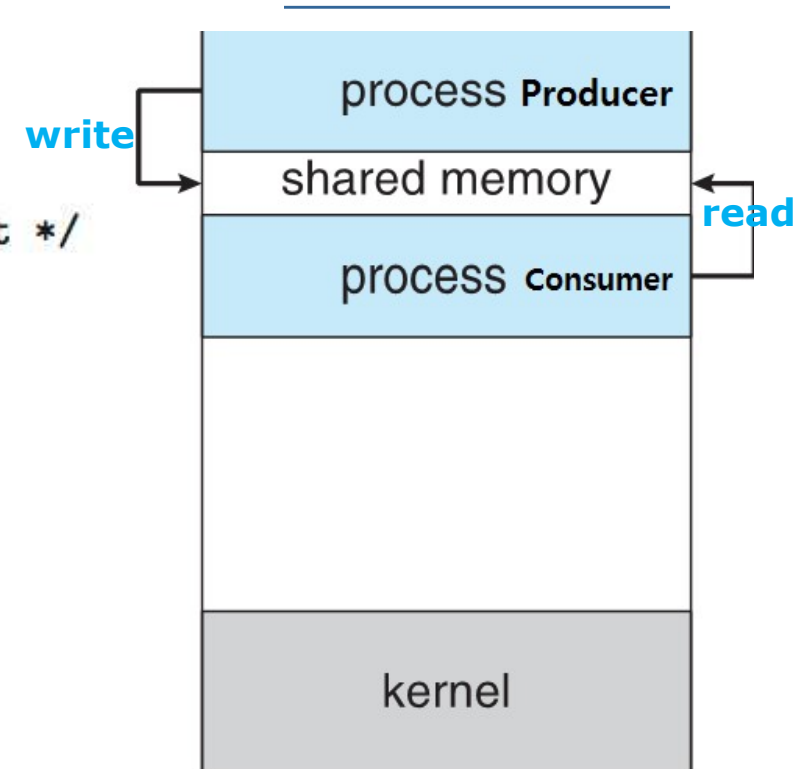 process Producer
write
shared memory
read
*/
process Consumer
kernel